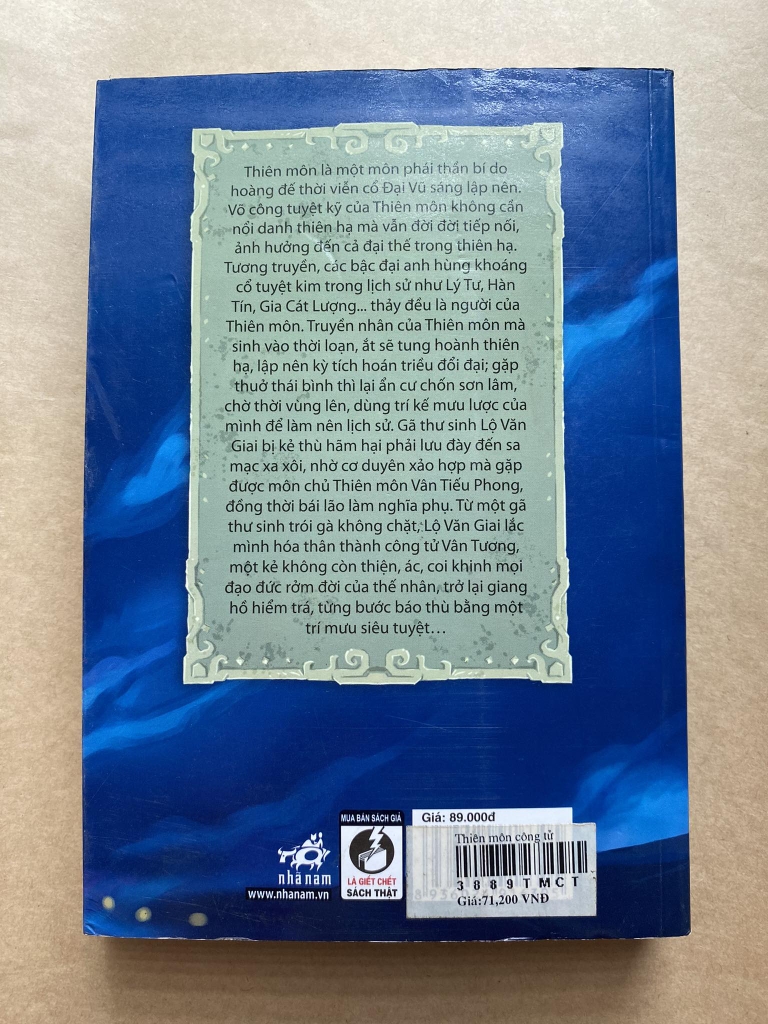 Thiên môn là một môn phái thần bí do
hoàng đế thời viễn cổ Đại Vũ sáng lập nên.
Võ công tuyệt kỹ của Thiên môn không cần
nổi danh thiên hạ mà vẫn đời đời tiếp nối,
ảnh hưởng đến cả đại thế trong thiên hạ.
Tương truyền, các bậc đại anh hùng khoáng
cổ tuyệt kim trong lịch sử như Lý Tư, Hàn
Tín, Gia Cát Lượng... thảy đều là người của
Thiên môn. Truyền nhân của Thiên môn mà
sinh vào thời loạn, ắt sẽ tung hoành thiên
hạ, lập nên kỳ tích hoán triều đổi đại; gặp
thuở thái bình thì lại ẩn cư chốn sơn lâm,
chờ thời vùng lên, dùng trí kế mưu lược của
mình để làm nên lịch sử. Gã thư sinh Lộ Văn
Giai bị kẻ thù hãm hại phải lưu đày đến sa
mạc xa xôi, nhờ cơ duyên xảo hợp mà gặp
được môn chủ Thiên môn Vân Tiếu Phong,
đồng thời bái lão làm nghĩa phụ. Từ một gã
thư sinh trói gà không chặt, Lộ Văn Giai lắc
mình hóa thân thành công tử Vân Tương,
một kẻ không còn thiện, ác, coi khinh mọi
đạo đức rởm đời của thế nhân, trở lại giang
hồ hiểm trá, từng bước báo thù bằng một
trí mưu siêu tuyệt...
nhã nam
www.nhanam.vn
MUA BÁN SÁCH GIẢ
LÀ GIẾT CHẾT
SÁCH THẬT
Giá: 89.000đ
Thiên môn công tử
3889TMCT
Giá:71,200 VNĐ